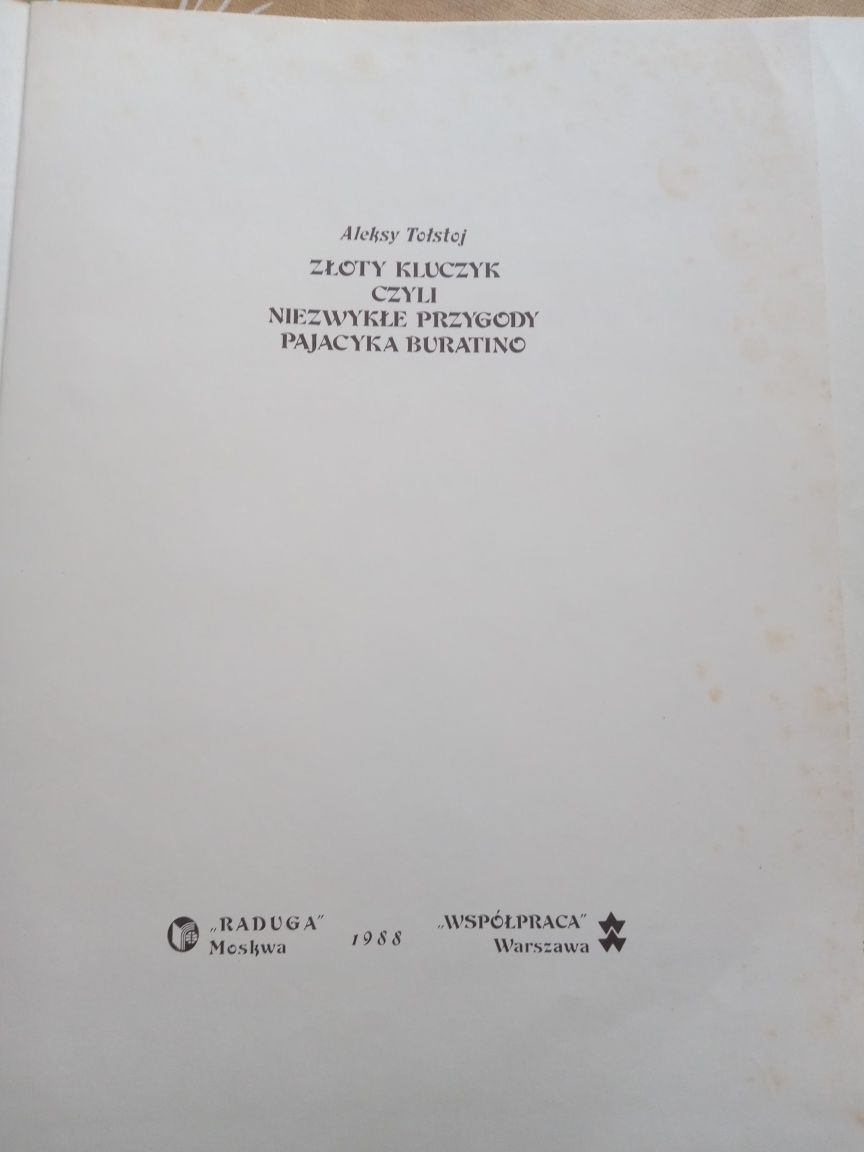 Aleksy Tołstoj
ZŁOTY KLUCZYK
CZYLI
NIEZWYKŁE PRZYGODY
PAJACYKA BURATINO
„RADUGA”
Moskwa
1988
„WSPÓŁPRACA”
Warszawa